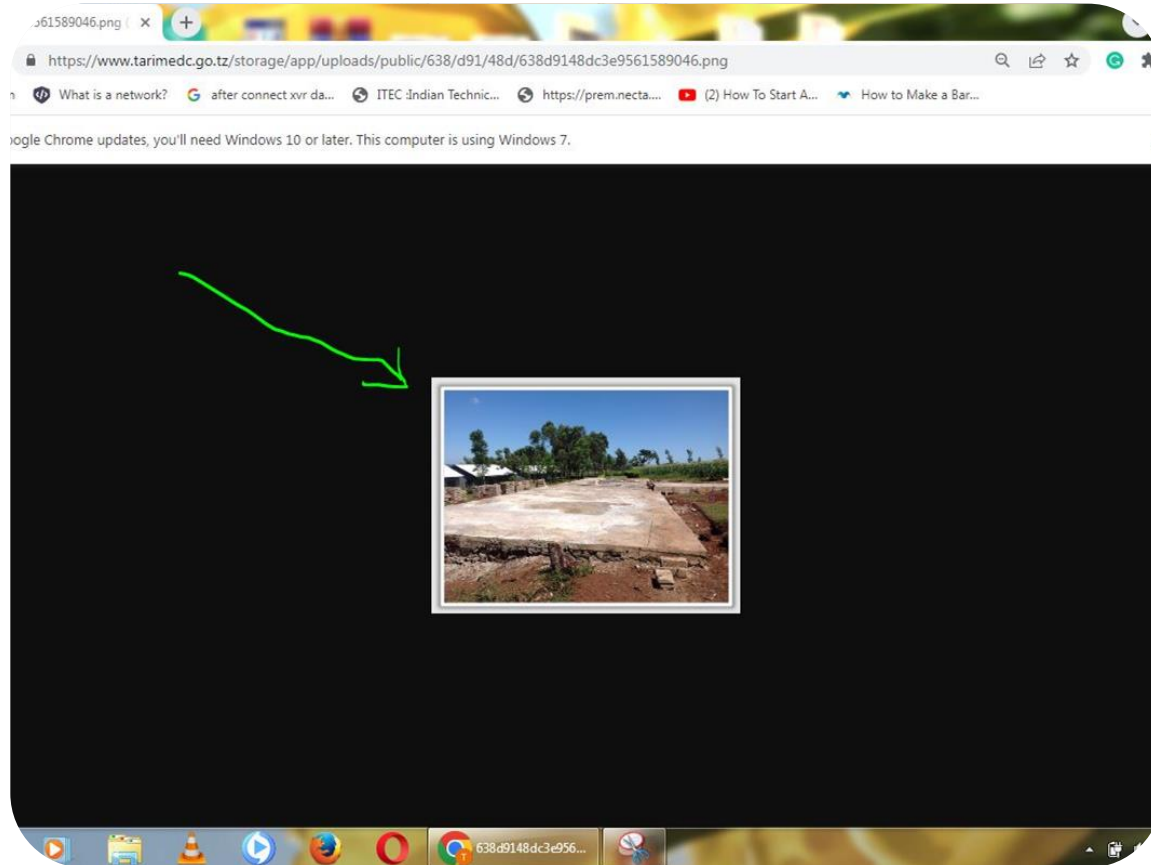 561589046.png (
https://www.tarimedc.go.tz/storage/app/uploads/public/638/d91/48d/638d9148dc3e9561589046.png
What is a network? after connect xvr da... ITEC :Indian Technic... https://prem.necta.... (2) How To Start A... How to Make a Bar...
oogle Chrome updates, you'll need Windows 10 or later. This computer is using Windows 7.
638d9148dc3e956...